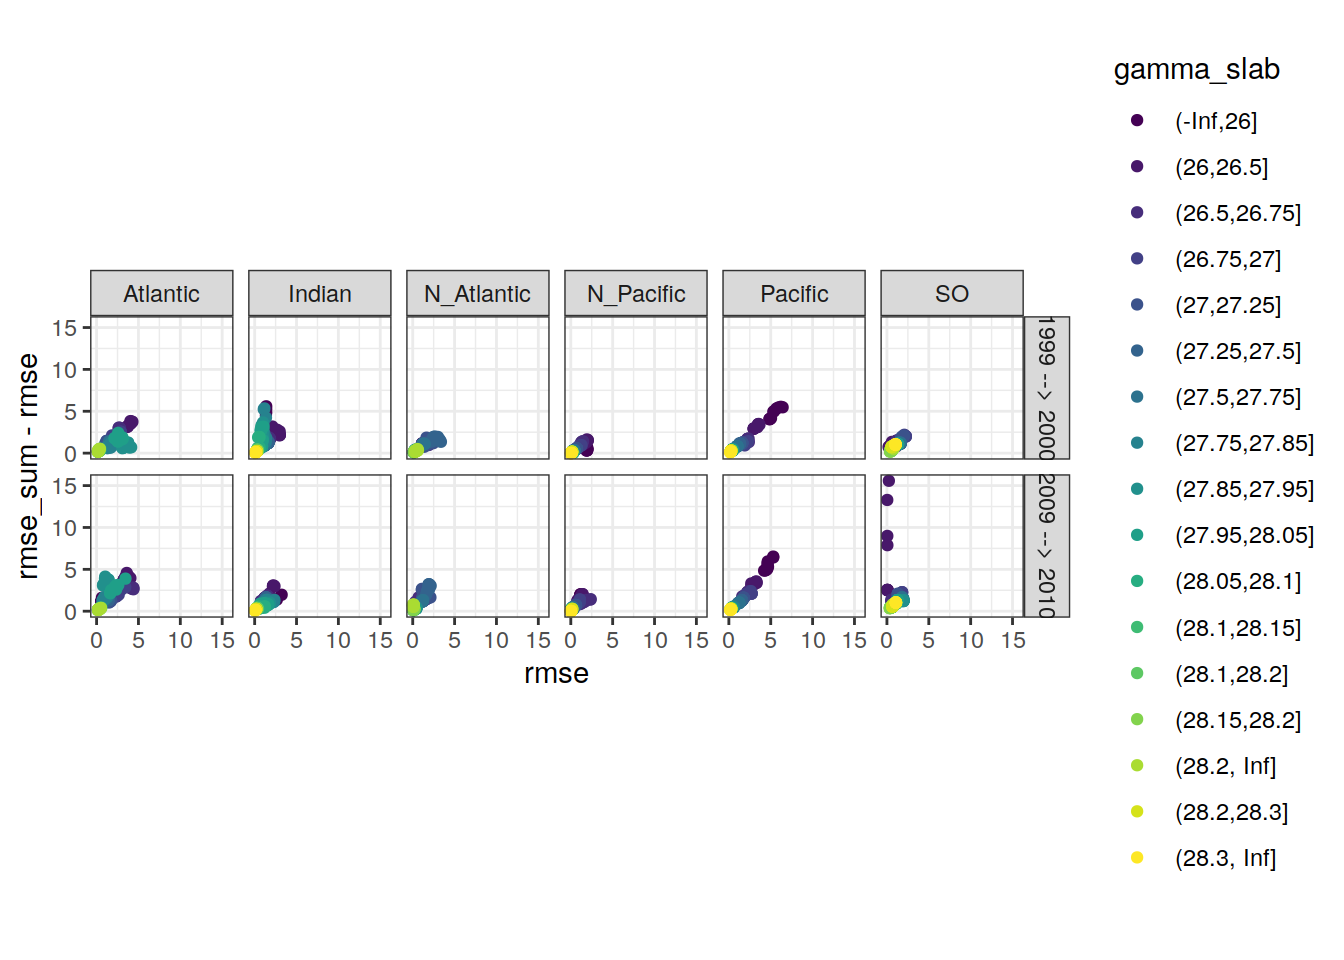 gamma_slab
(-Inf,26]
(26,26.5]
(26.5,26.75]
(26.75,27]
(27,27.25]
(27.25,27.5]
(27.5,27.75]
(27.75,27.85]
(27.85,27.95]
(27.95,28.05]
(28.05,28.1]
(28.1,28.15]
(28.1,28.2]
(28.15,28.2]
(28.2, Inf]
(28.2,28.3]
(28.3, Inf]
Atlantic Indian N_Atlantic N_Pacific Pacific SO
15
10
5
0
1999 --> 2000
15
10
5
0
2009 --> 2010
0 5 10 15 0 5 10 15 0 5 10 15 0 5 10 15 0 5 10 15 0 5 10 15
rmse
rmse_sum - rmse